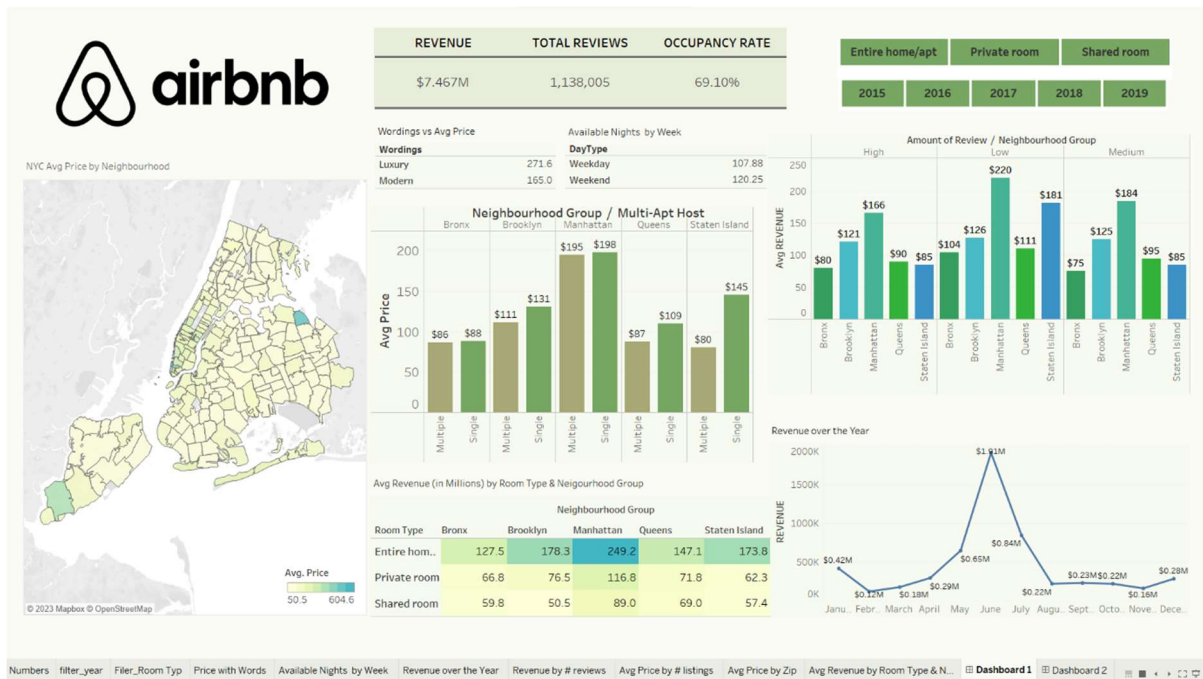 airbnb
REVENUE TOTAL REVIEWS OCCUPANCY RATE
$7.467M 1,138,005 69.10%
Entire home/apt Private room Shared room
2015 2016 2017 2018 2019
NYC Avg Price by Neighbourhood
Avg. Price
50.5 604.6
© 2023 Mapbox © OpenStreetMap
Wordings vs Avg Price
Wordings
Luxury 271.6
Modern 165.0
Available Nights by Week
DayType
Weekday 107.88
Weekend 120.25
Neighbourhood Group / Multi-Apt Host
Bronx Brooklyn Manhattan Queens Staten Island
Avg Price
200
150
100
50
0
$86 $88 $111 $131 $195 $198 $87 $109 $80 $145
Multiple Single Multiple Single Multiple Single Multiple Single Multiple Single
Amount of Review / Neighbourhood Group
High Low Medium
Avg REVENUE
250
200
150
100
50
0
$80 $121 $166 $90 $85 $104 $126 $220 $111 $181 $75 $125 $184 $95 $85
Bronx Brooklyn Manhattan Queens Staten Island Bronx Brooklyn Manhattan Queens Staten Island Bronx Brooklyn Manhattan Queens Staten Island
Avg Revenue (in Millions) by Room Type & Neigourhood Group
Neighbourhood Group
Room Type Bronx Brooklyn Manhattan Queens Staten Island
Entire hom.. 127.5 178.3 249.2 147.1 173.8
Private room 66.8 76.5 116.8 71.8 62.3
Shared room 59.8 50.5 89.0 69.0 57.4
Revenue over the Year
REVENUE
2000K
1500K
1000K
500K
0K
$0.42M $0.12M $0.18M $0.29M $0.65M $1.91M $0.84M $0.22M $0.23M $0.22M $0.16M $0.28M
Janu.. Febr.. March April May June July Augu.. Sept.. Octo.. Nove.. Dece..
Numbers filter_year Filer_Room Typ Price with Words Available Nights by Week Revenue over the Year Revenue by # reviews Avg Price by # listings Avg Price by Zip Avg Revenue by Room Type & N... Dashboard 1 Dashboard 2